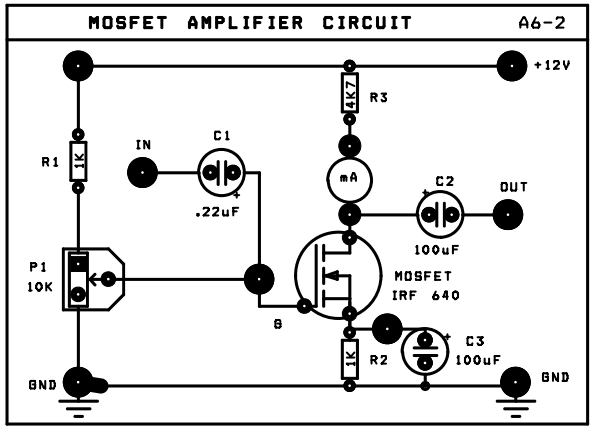 MOSFET AMPLIFIER CIRCUIT A6-2
+12V
4K7 R3
C1
IN
R1 1K
mA
C2
OUT
.22uF
+
+
100uF
P1
10K
MOSFET
IRF 640
G
+
C3
100uF
1K R2
GND
GND